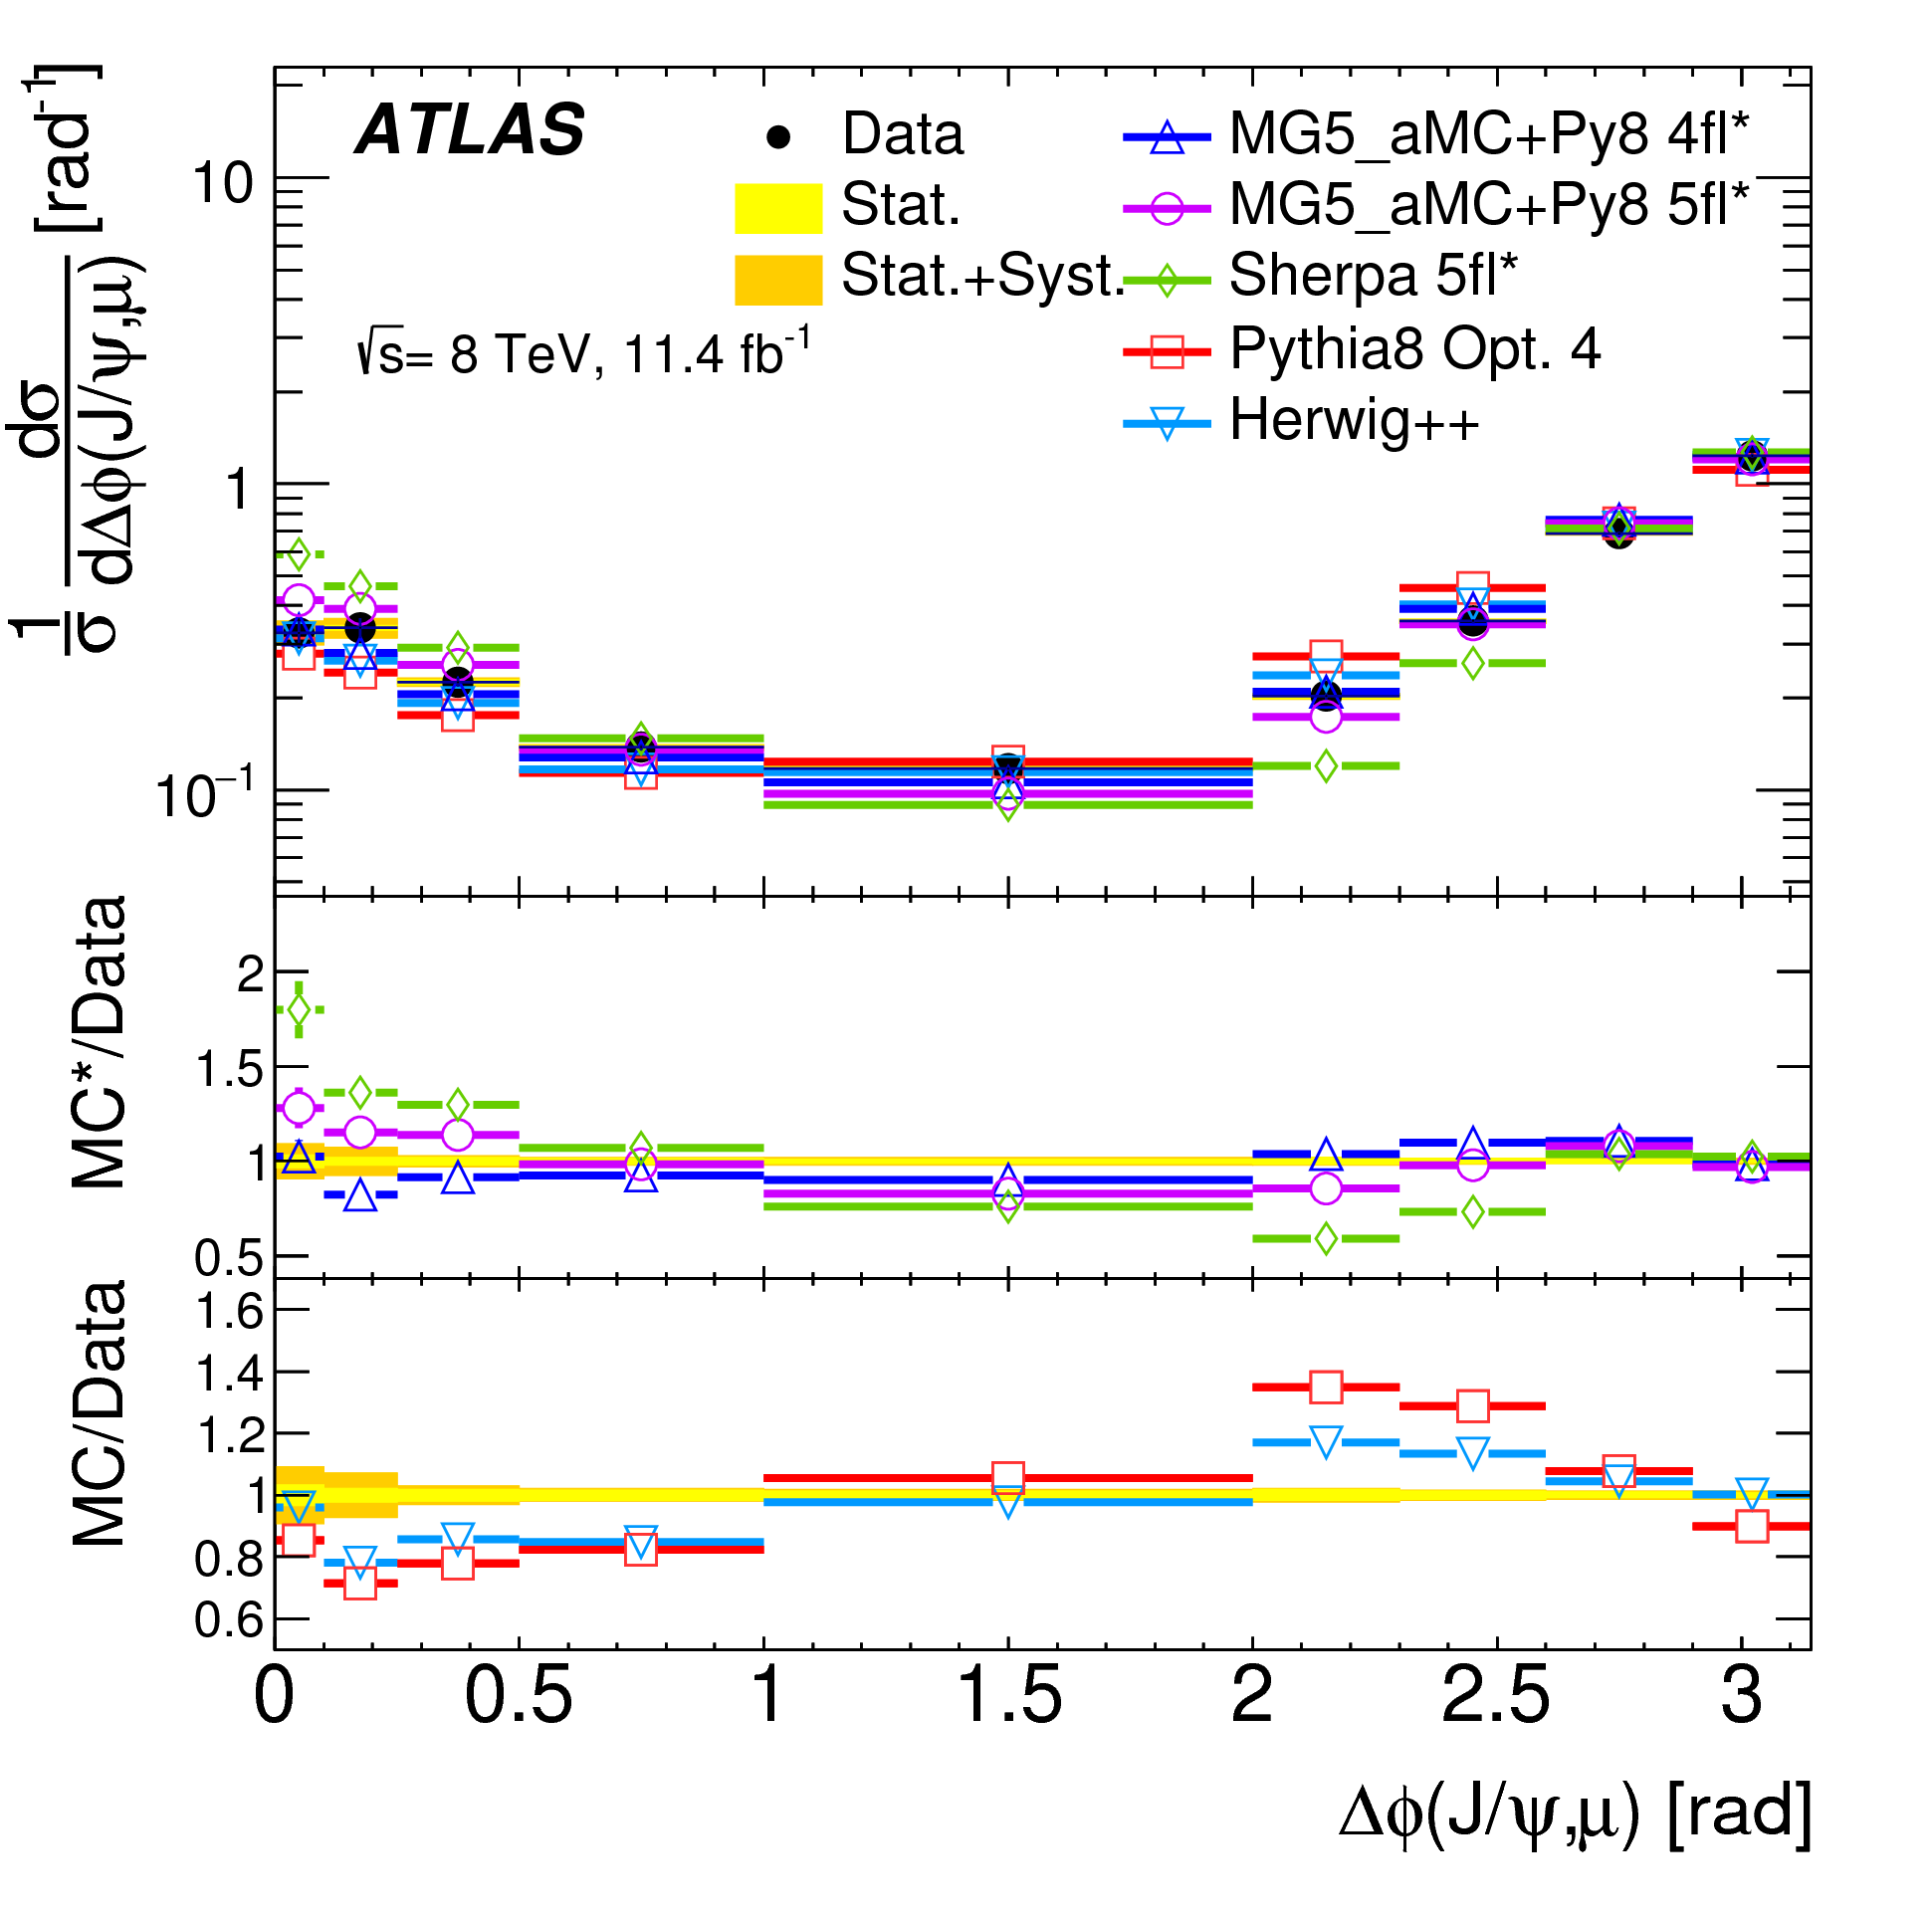 ATLAS
Data
Stat.
Stat.+Syst.
√s= 8 TeV, 11.4 fb-1
MG5_aMC+Py8 4fl*
MG5_aMC+Py8 5fl*
Sherpa 5fl*
Pythia8 Opt. 4
Herwig++
1/σ dσ/dΔϕ(J/ψ,μ) [rad-1]
10
1
10−1
MC*/Data
2
1.5
1
0.5
MC/Data
1.6
1.4
1.2
1
0.8
0.6
0 0.5 1 1.5 2 2.5 3
Δϕ(J/ψ,μ) [rad]